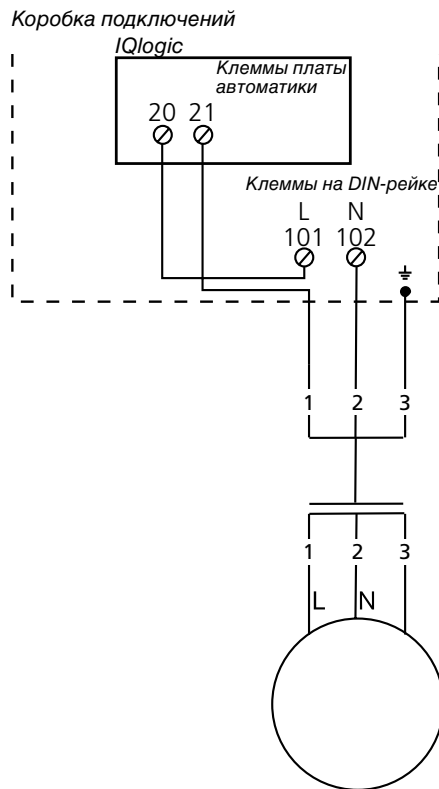 Коробка подключений
IQlogic
Клеммы платы
автоматики
20 21
Клеммы на DIN-рейке
L N
101 102
1 2 3
1 2 3
L N